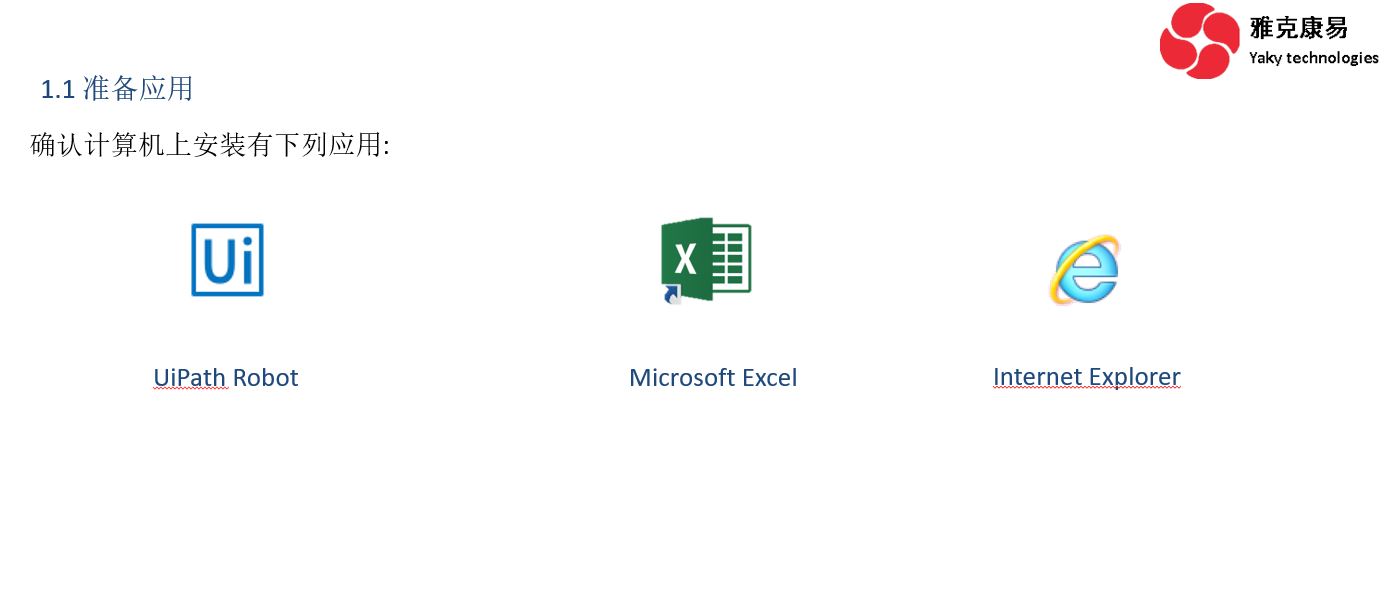 雅克康易
Yaky technologies
1.1 准备应用
确认计算机上安装有下列应用:
Ui
X
UiPath Robot
Microsoft Excel
Internet Explorer